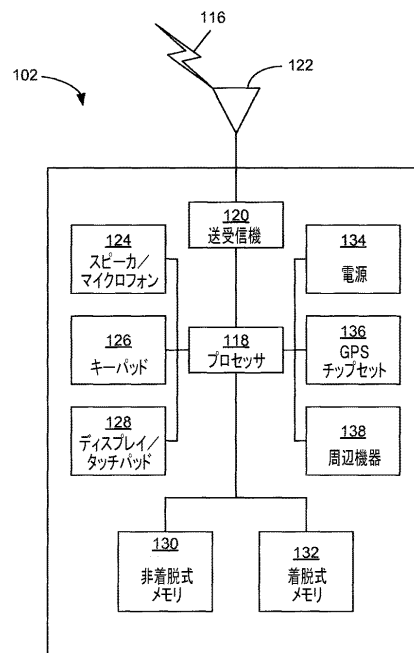 116
102
122
120
送受信機
124
スピーカ／
マイクロフォン
134
電源
126
キーパッド
118
プロセッサ
136
GPS
チップセット
128
ディスプレイ／
タッチパッド
138
周辺機器
130
非着脱式
メモリ
132
着脱式
メモリ